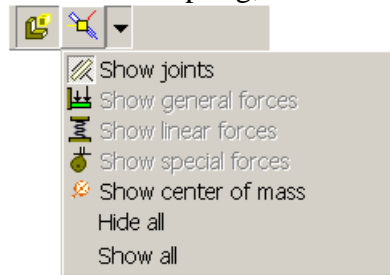 Show joints
Show general forces
Show linear forces
Show special forces
Show center of mass
Hide all
Show all